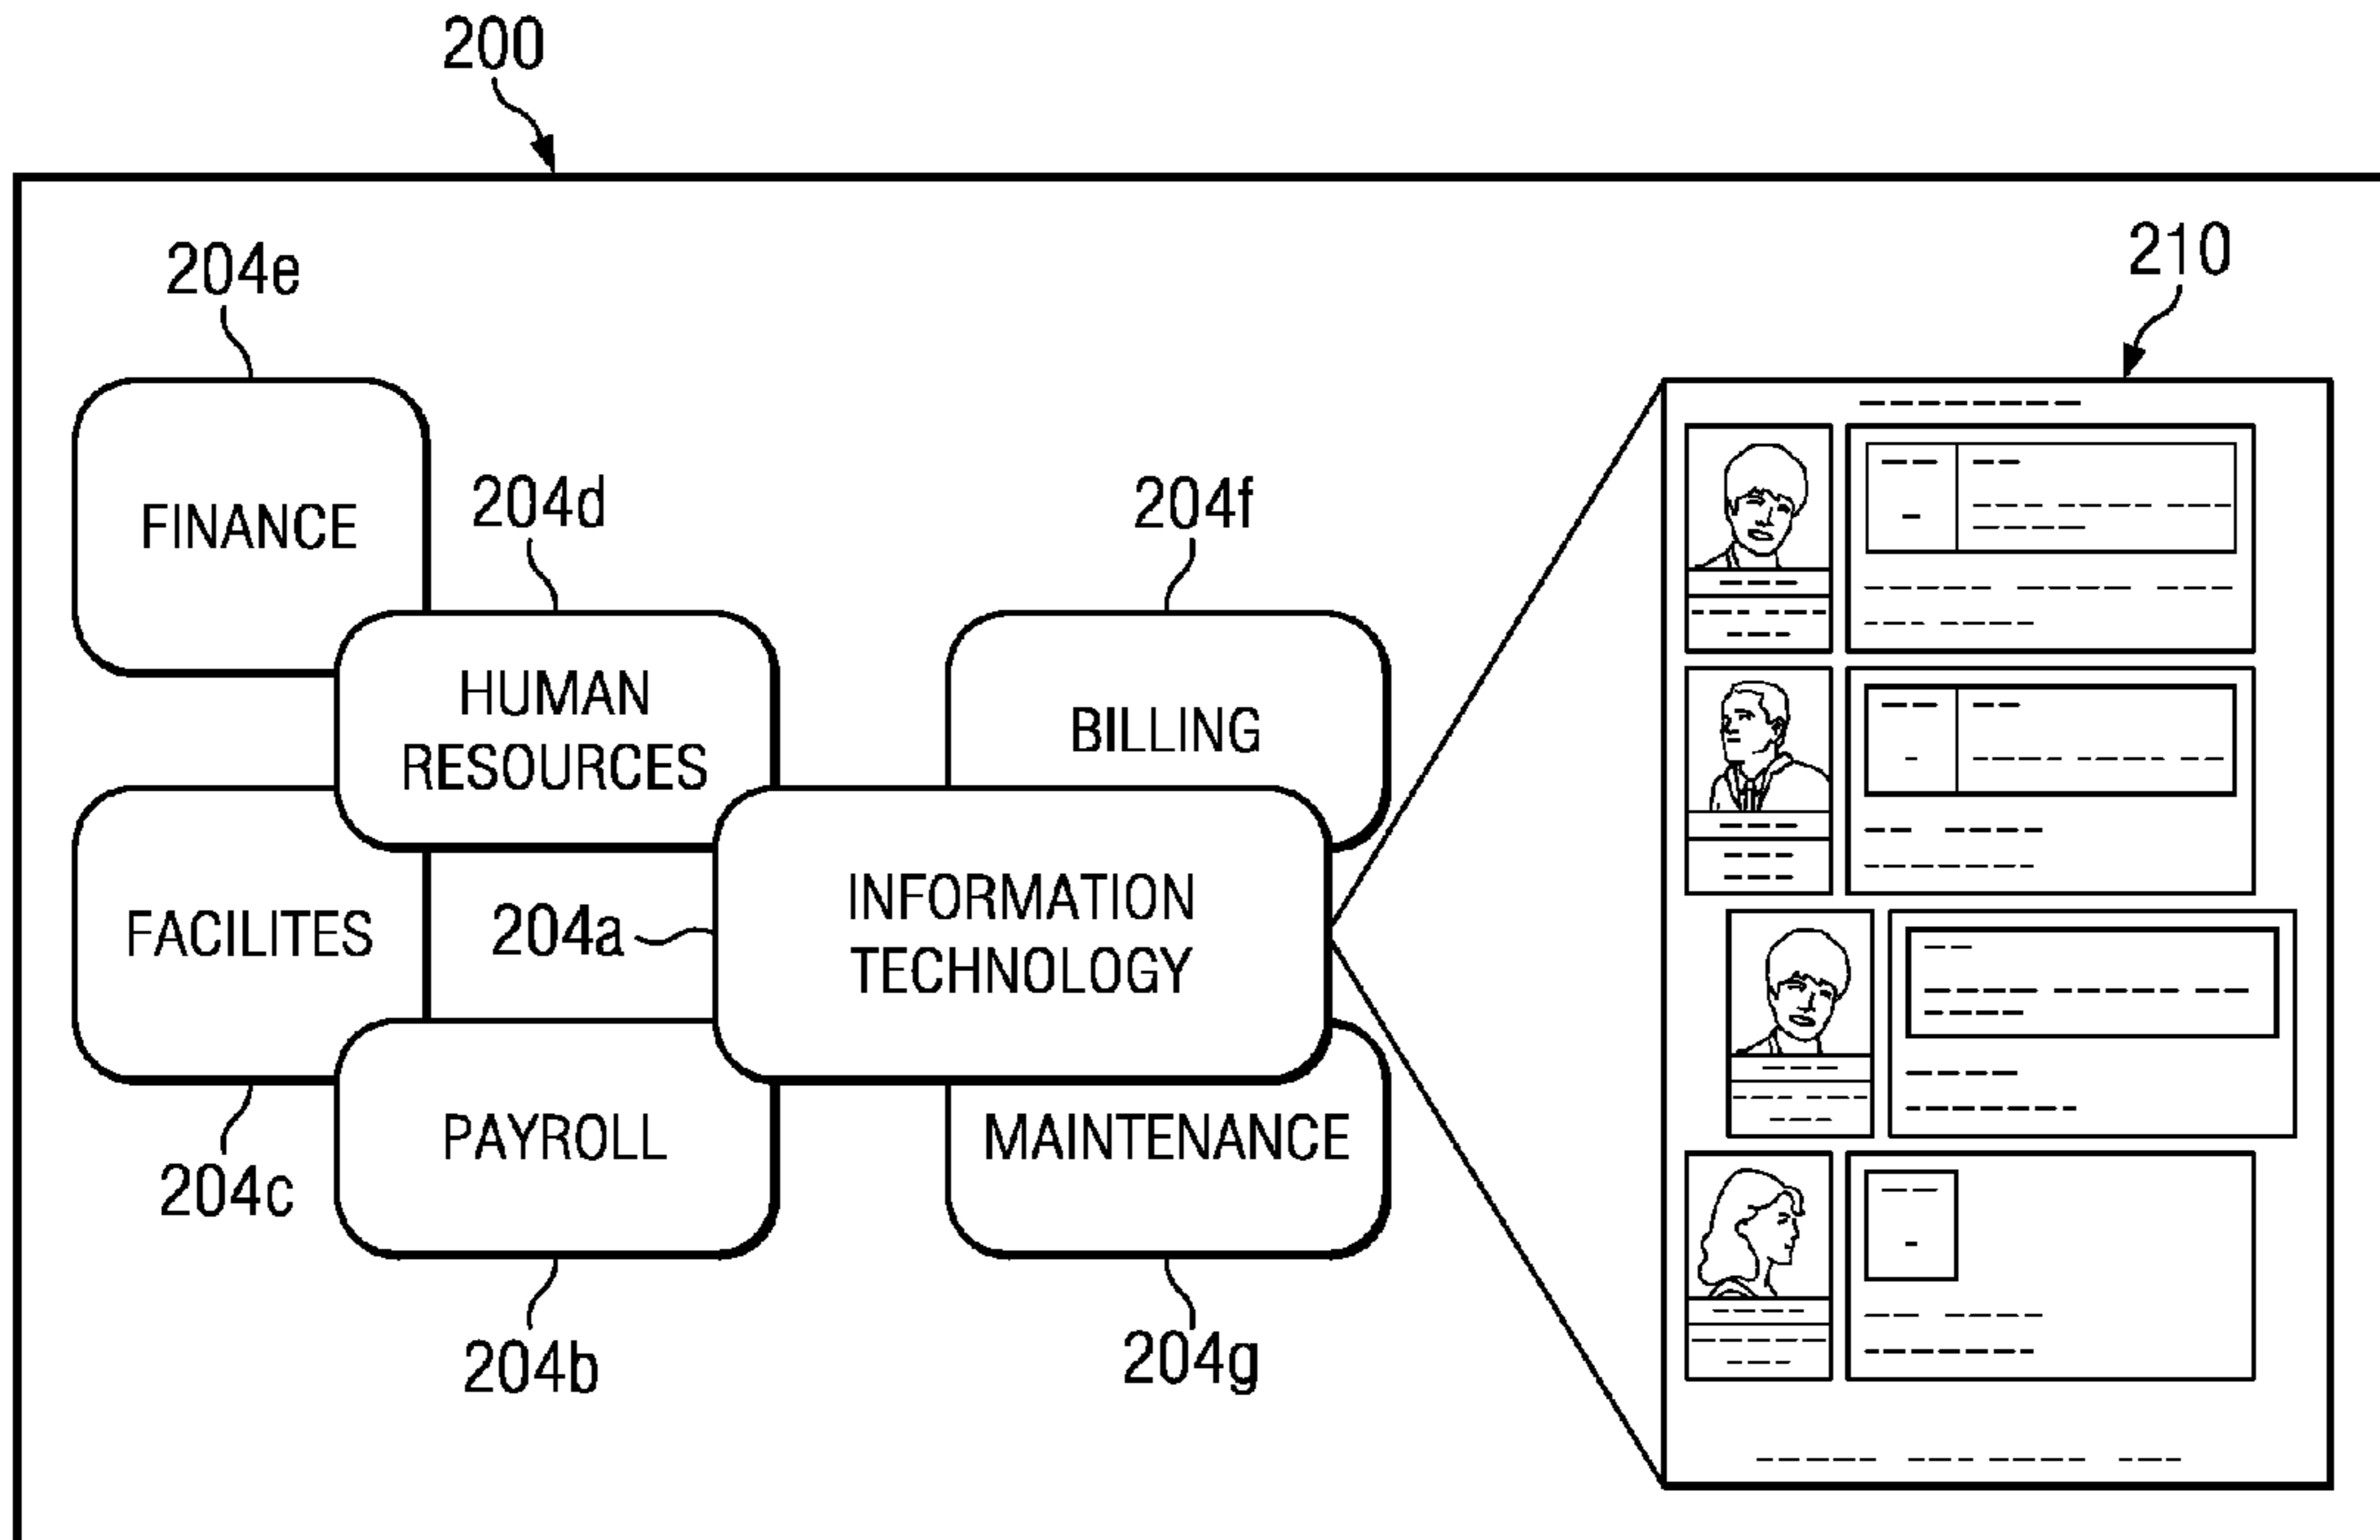 200
210
204e
FINANCE
204d
204f
HUMAN
RESOURCES
BILLING
FACILITES
204a
INFORMATION
TECHNOLOGY
PAYROLL
MAINTENANCE
204c
204b
204g